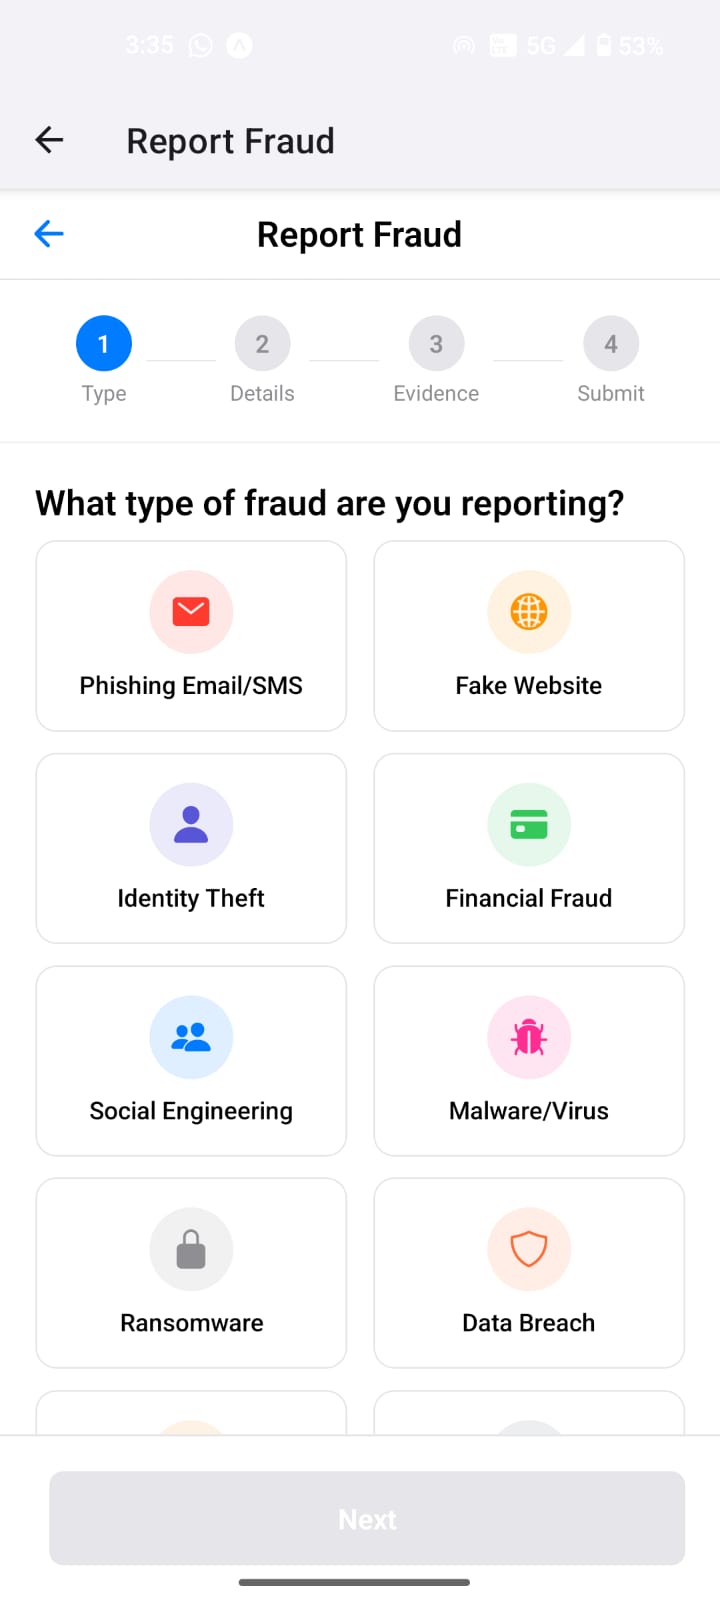 3:35 5G 53%
Report Fraud
Report Fraud
1 2 3 4
Type Details Evidence Submit
What type of fraud are you reporting?
Phishing Email/SMS Fake Website
Identity Theft Financial Fraud
Social Engineering Malware/Virus
Ransomware Data Breach
Next